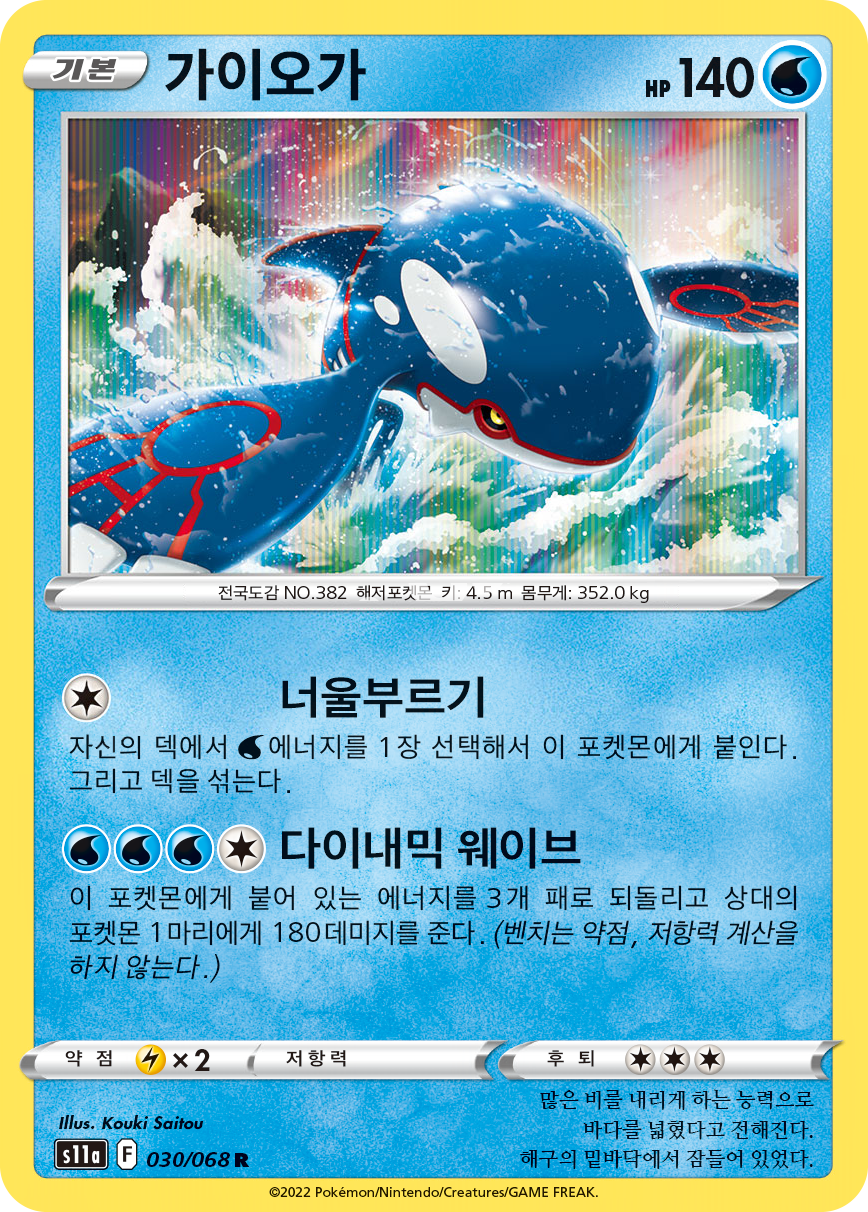 기본 가이오가 HP 140
전국도감 NO.382 해저포켓몬 키: 4.5 m 몸무게: 352.0 kg
너울부르기
자신의 덱에서 에너지를 1장 선택해서 이 포켓몬에게 붙인다.
그리고 덱을 섞는다.
다이내믹 웨이브
이 포켓몬에게 붙어 있는 에너지를 3개 패로 되돌리고 상대의
포켓몬 1마리에게 180데미지를 준다. (벤치는 약점, 저항력 계산을
하지 않는다.)
약점 ×2 저항력 후퇴
Illus. Kouki Saitou
s11a F 030/068 R
많은 비를 내리게 하는 능력으로
바다를 넓혔다고 전해진다.
해구의 밑바닥에서 잠들어 있었다.
©2022 Pokémon/Nintendo/Creatures/GAME FREAK.